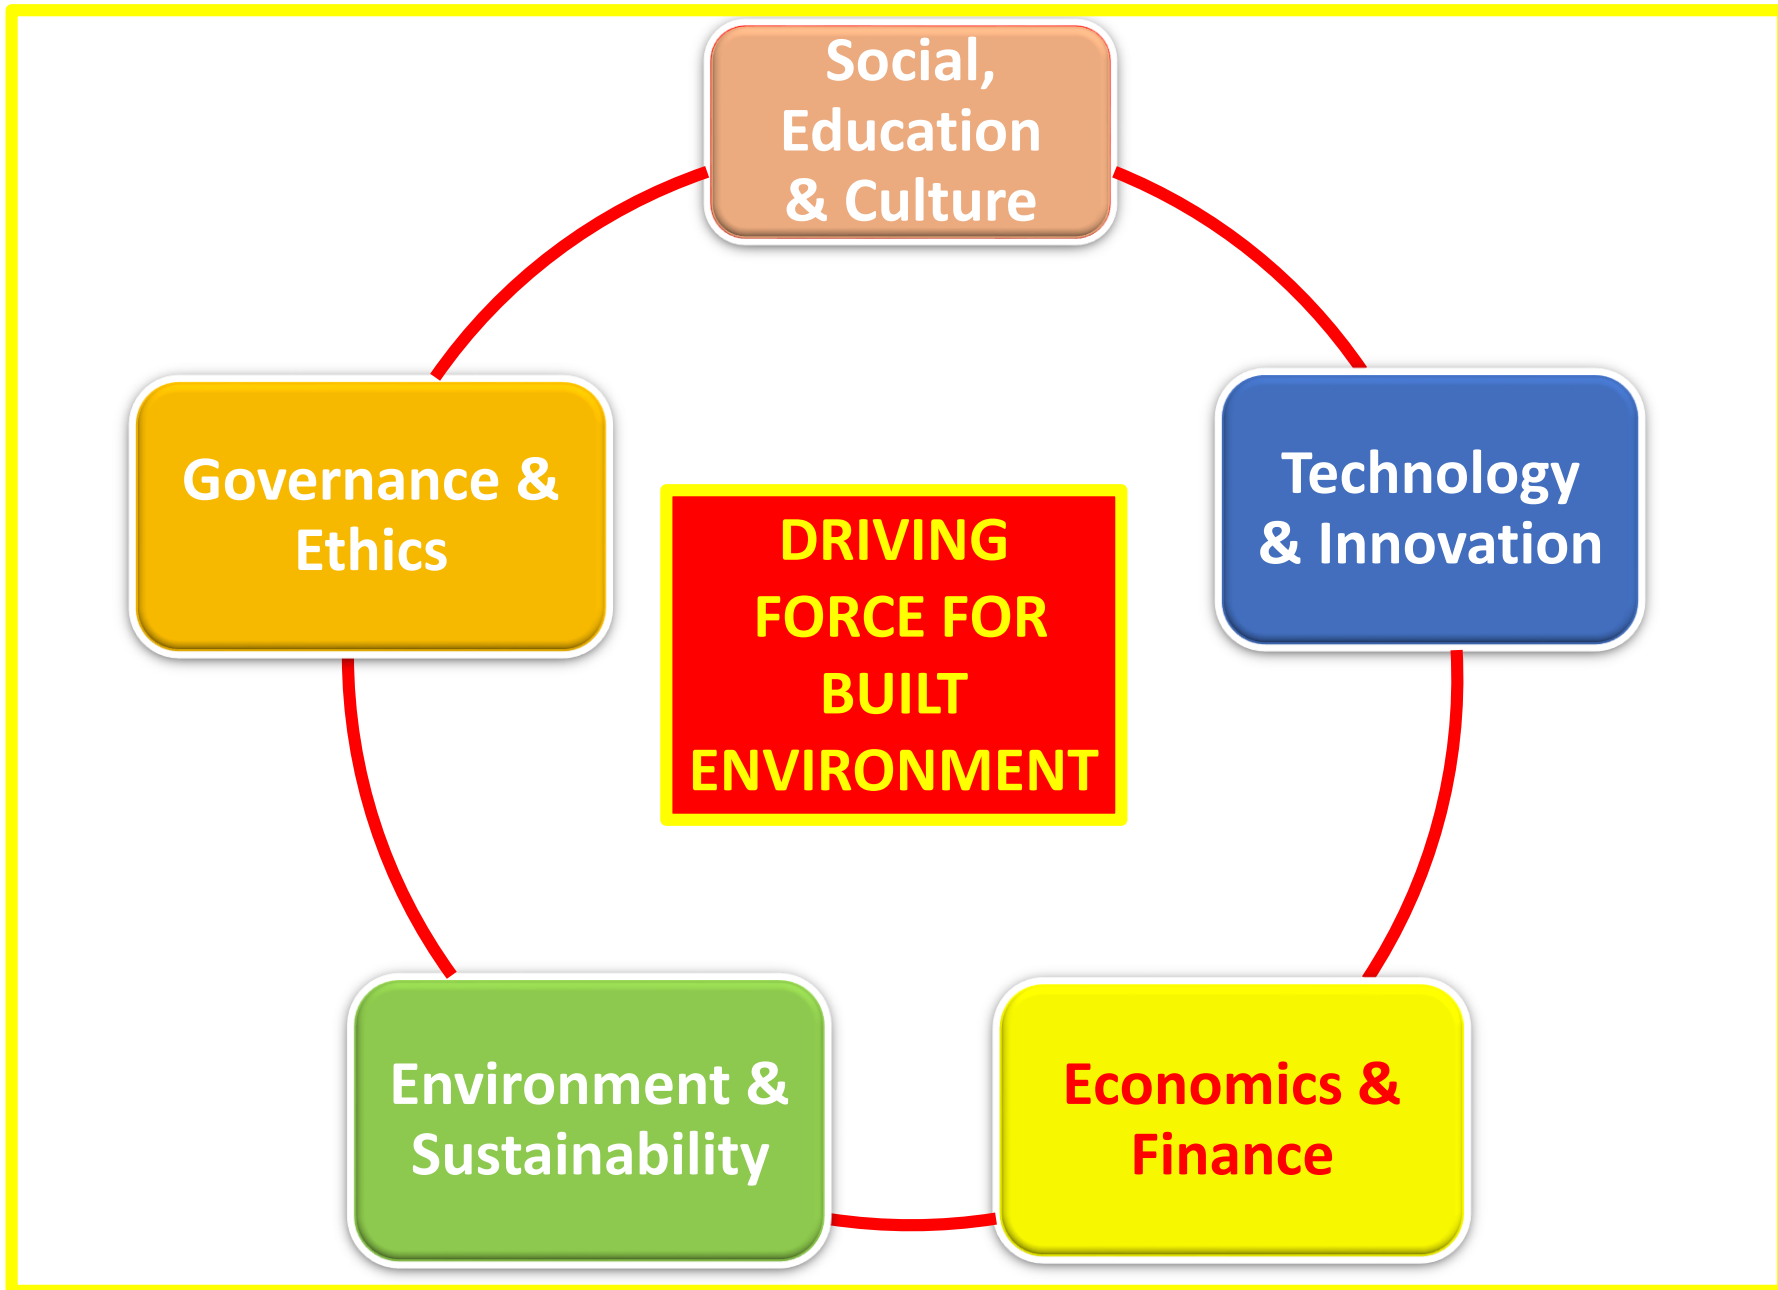 Social,
Education
& Culture
Governance &
Ethics
Technology
& Innovation
DRIVING
FORCE FOR
BUILT
ENVIRONMENT
Environment &
Sustainability
Economics &
Finance